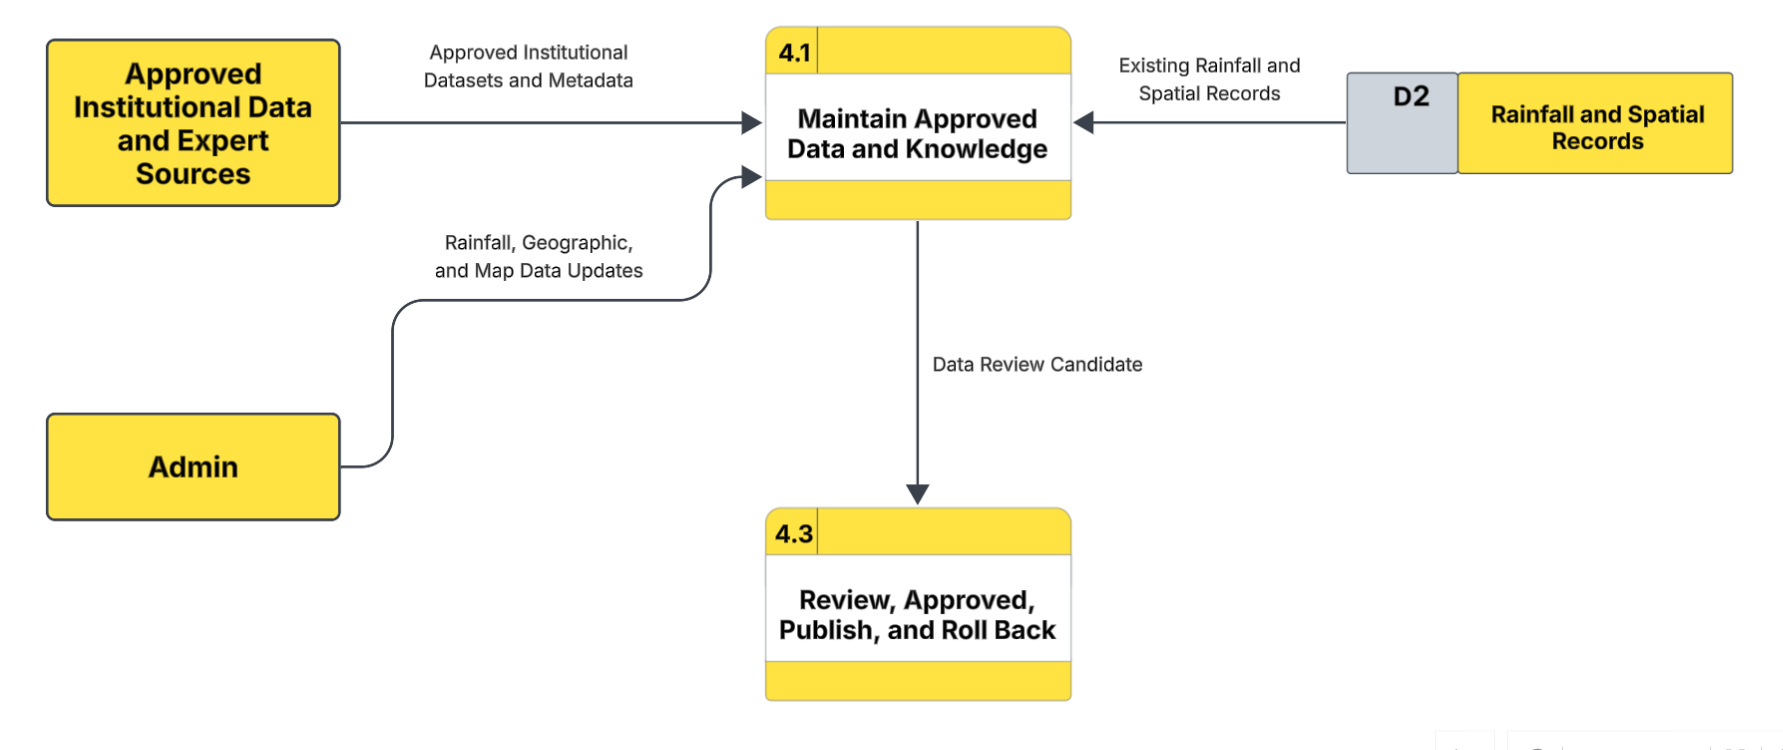 Approved
Institutional Data
and Expert
Sources
Approved Institutional
Datasets and Metadata
4.1
Maintain Approved
Data and Knowledge
Existing Rainfall and
Spatial Records
D2
Rainfall and Spatial
Records
Rainfall, Geographic,
and Map Data Updates
Admin
Data Review Candidate
4.3
Review, Approved,
Publish, and Roll Back